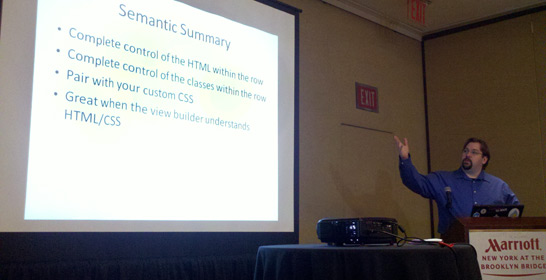 Semantic Summary
• Complete control of the HTML within the row
• Complete control of the classes within the row
• Pair with your custom CSS
• Great when the view builder understands
HTML/CSS
EXIT
EXIT
Marriott
NEW YORK AT THE
BROOKLYN BRIDGE